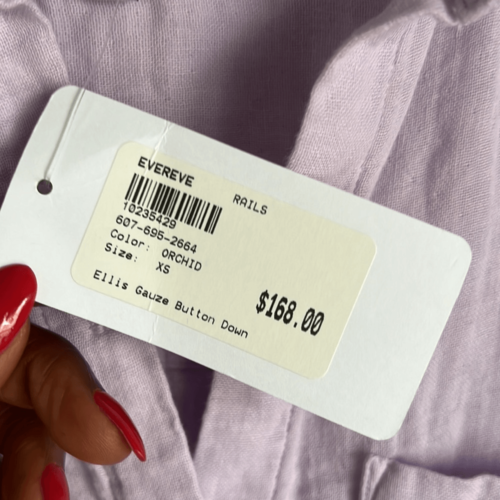 EVEREVE
RAILS
10235429
607-695-2664
Color: ORCHID
Size: XS
Ellis Gauze Button Down
$168.00